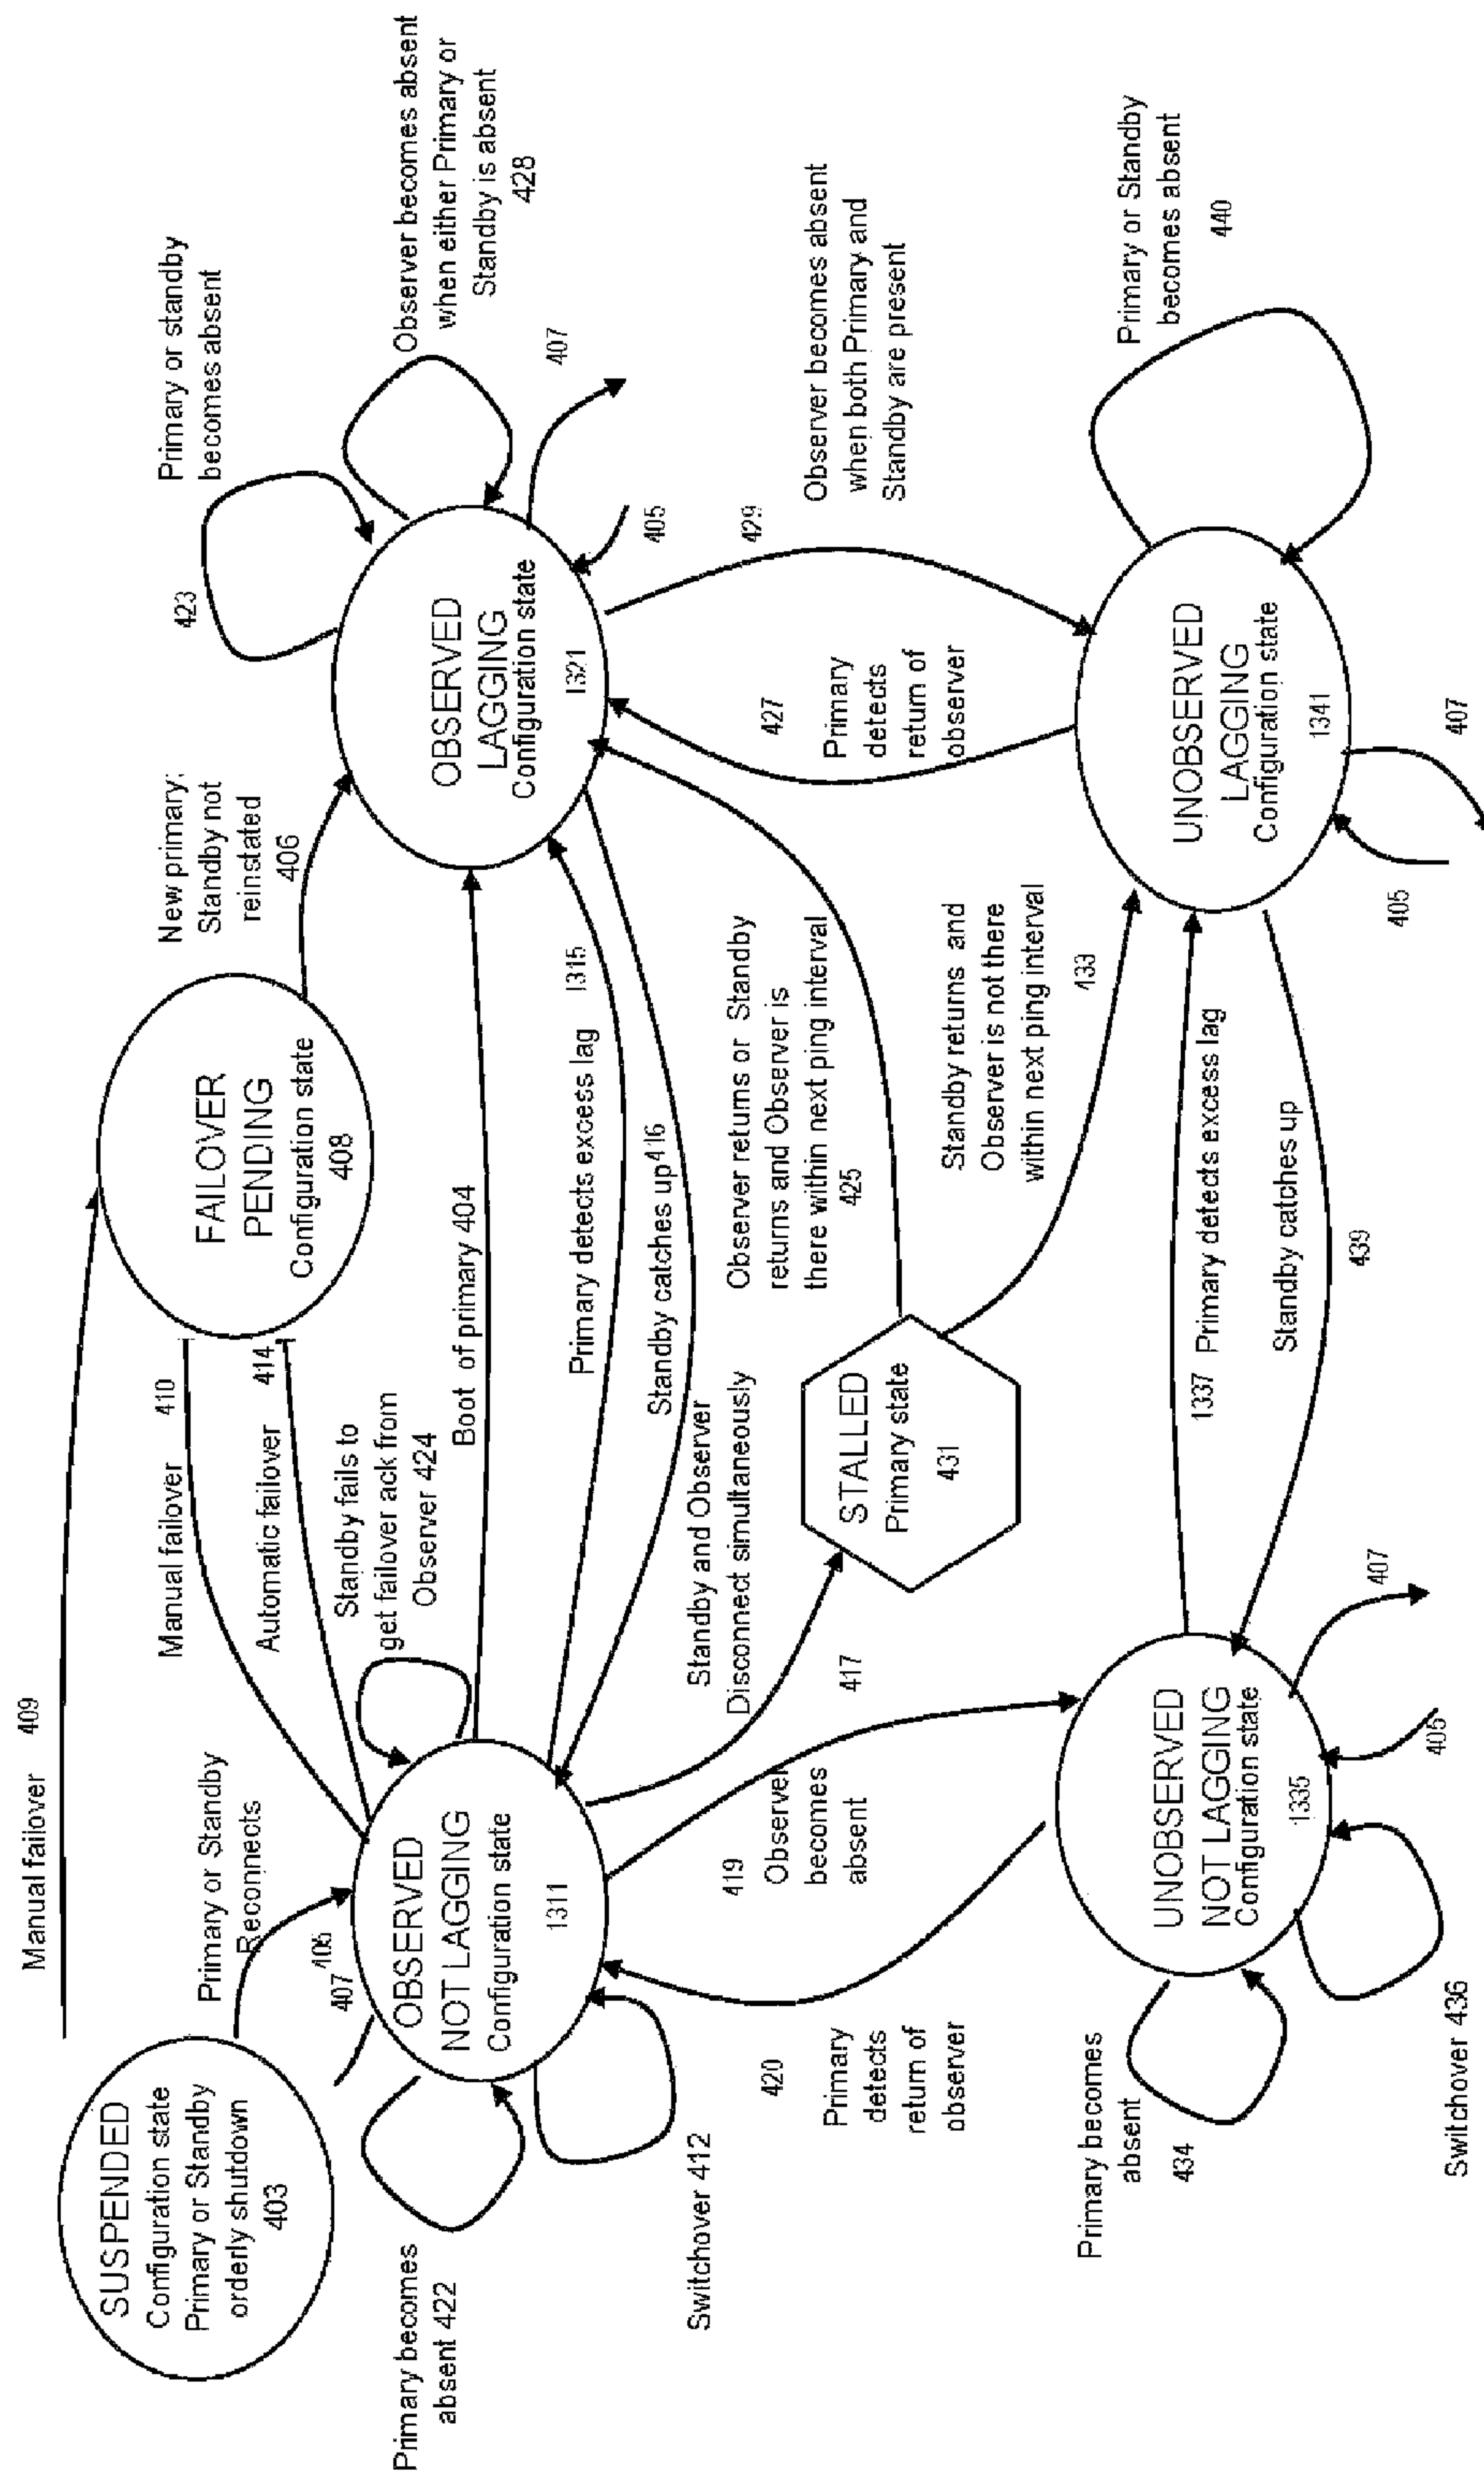 Manual failover 409
SUSPENDED
Configuration state
Primary or Standby
orderly shutdown
403
Primary or Standby
Reconnects
Manual failover
410
Automatic failover
414
FAILOVER
PENDING
Configuration state
408
New primary;
Standby not
reinstated
406
Primary or standby
becomes absent
423
Observer becomes absent
when either Primary or
Standby is absent
428
407
405
OBSERVED
LAGGING
Configuration state
1321
Standby fails to
get failover ack from
Observer 424
Boot of primary 404
Primary detects excess lag
1315
Standby catches up 416
407
OBSERVED
NOT LAGGING
Configuration state
1311
Primary becomes
absent 422
Switchover 412
Standby and Observer
Disconnect simultaneously
417
Observer returns or Standby
returns and Observer is
there within next ping interval
425
429
Observer becomes absent
when both Primary and
Standby are present
427
Primary
detects
return of
observer
419
Observer
becomes
absent
420
Primary
detects
return of
observer
STALLED
Primary state
431
Standby returns and
Observer is not there
within next ping interval
433
Primary or Standby
becomes absent
440
UNOBSERVED
LAGGING
Configuration state
1341
405
407
1337 Primary detects excess lag
Standby catches up
439
UNOBSERVED
NOT LAGGING
Configuration state
1335
407
405
Primary becomes
absent
434
Switchover 436